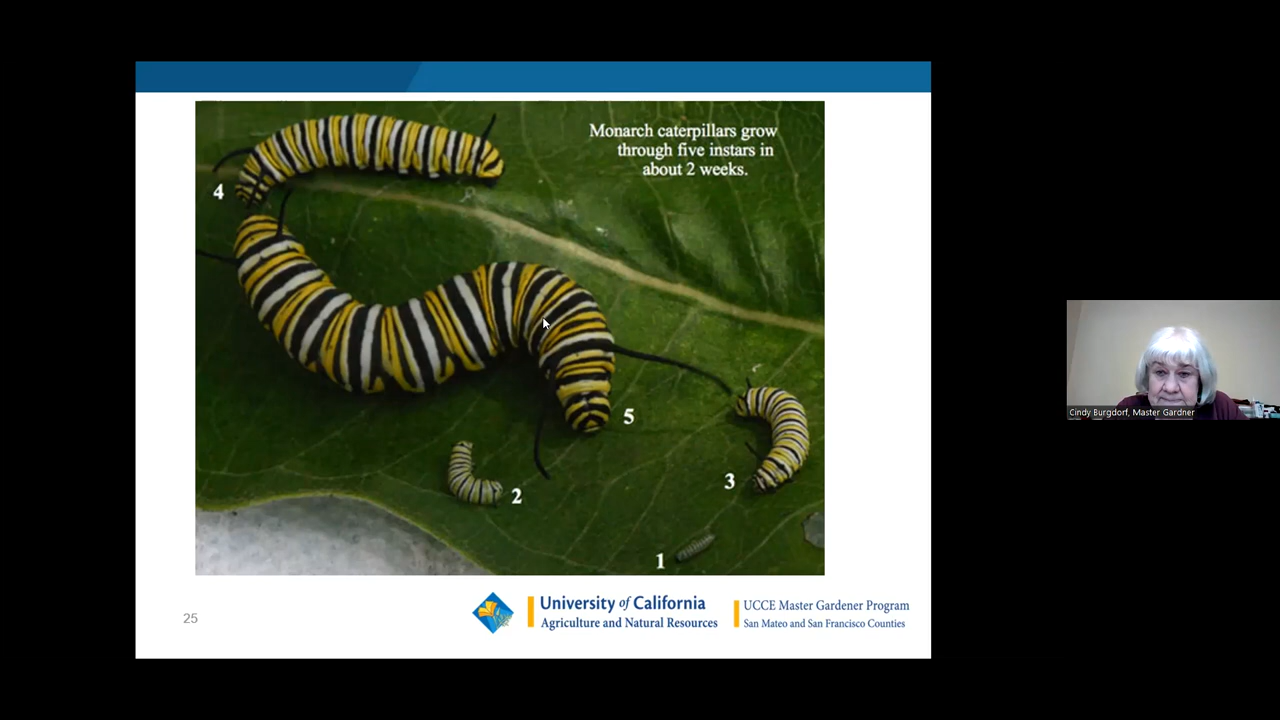 Monarch caterpillars grow
through five instars in
about 2 weeks.
4
5
3
2
1
Cindy Burgdorf, Master Gardner
25
University of California
Agriculture and Natural Resources
UCCE Master Gardener Program
San Mateo and San Francisco Counties